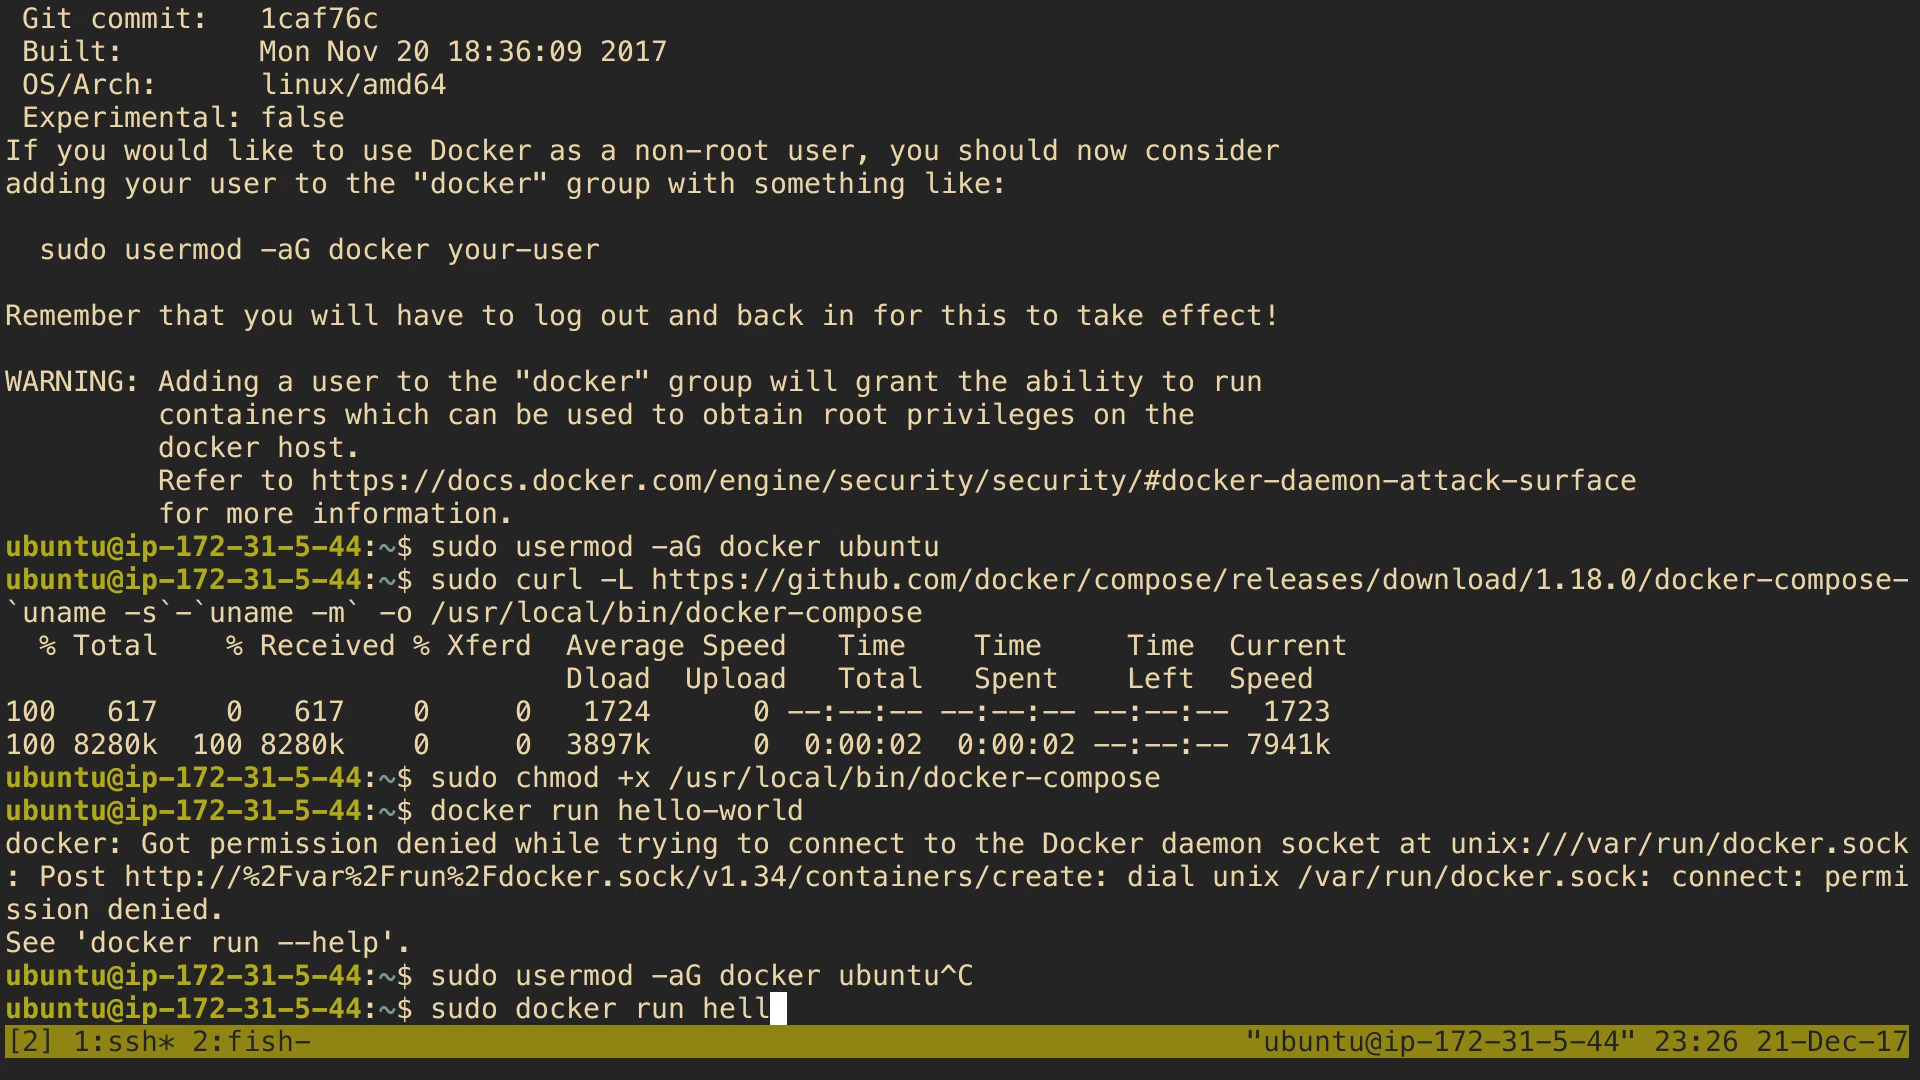 Git commit:   1caf76c
Built:        Mon Nov 20 18:36:09 2017
OS/Arch:      linux/amd64
Experimental: false
If you would like to use Docker as a non-root user, you should now consider
adding your user to the "docker" group with something like:
sudo usermod -aG docker your-user
Remember that you will have to log out and back in for this to take effect!
WARNING: Adding a user to the "docker" group will grant the ability to run
containers which can be used to obtain root privileges on the
docker host.
Refer to https://docs.docker.com/engine/security/security/#docker-daemon-attack-surface
for more information.
ubuntu@ip-172-31-5-44:~$ sudo usermod -aG docker ubuntu
ubuntu@ip-172-31-5-44:~$ sudo curl -L https://github.com/docker/compose/releases/download/1.18.0/docker-compose-
`uname -s`-`uname -m` -o /usr/local/bin/docker-compose
% Total    % Received % Xferd  Average Speed   Time    Time     Time  Current
Dload  Upload   Total   Spent    Left  Speed
100   617    0   617    0     0   1724      0 --:--:-- --:--:-- --:--:--  1723
100 8280k  100 8280k    0     0  3897k      0  0:00:02  0:00:02 --:--:-- 7941k
ubuntu@ip-172-31-5-44:~$ sudo chmod +x /usr/local/bin/docker-compose
ubuntu@ip-172-31-5-44:~$ docker run hello-world
docker: Got permission denied while trying to connect to the Docker daemon socket at unix:///var/run/docker.sock
: Post http://%2Fvar%2Frun%2Fdocker.sock/v1.34/containers/create: dial unix /var/run/docker.sock: connect: permi
ssion denied.
See 'docker run --help'.
ubuntu@ip-172-31-5-44:~$ sudo usermod -aG docker ubuntu^C
ubuntu@ip-172-31-5-44:~$ sudo docker run hell
[2] 1:ssh* 2:fish- "ubuntu@ip-172-31-5-44" 23:26 21-Dec-17